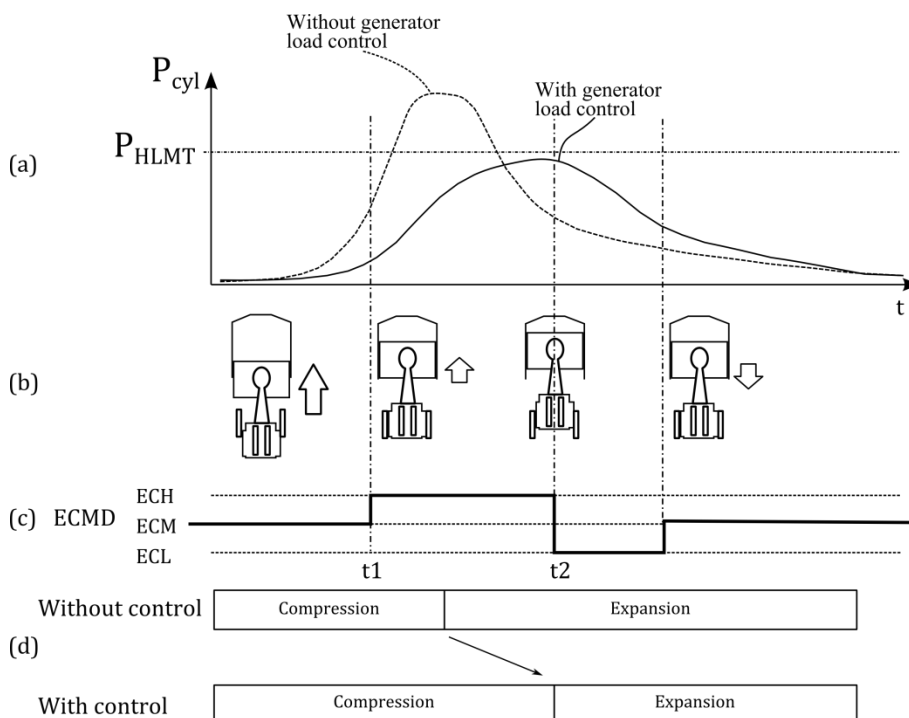 Without generator
load control
P_cyl
With generator
load control
P_HLMT
(a)
t
(b)
ECH
(c) ECMD ECM
ECL
t1 t2
Without control Compression Expansion
(d)
With control Compression Expansion